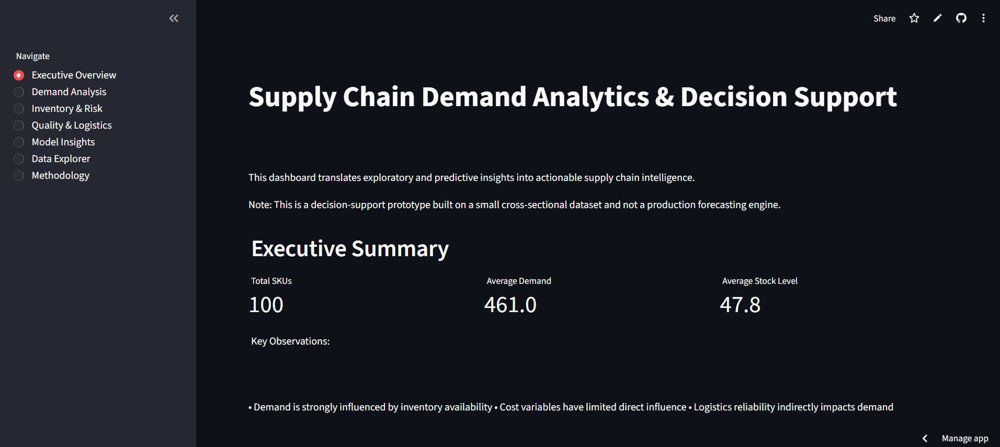 Share
Navigate
Executive Overview
Demand Analysis
Inventory & Risk
Quality & Logistics
Model Insights
Data Explorer
Methodology
Supply Chain Demand Analytics & Decision Support
This dashboard translates exploratory and predictive insights into actionable supply chain intelligence.
Note: This is a decision-support prototype built on a small cross-sectional dataset and not a production forecasting engine.
Executive Summary
Total SKUs
100
Average Demand
461.0
Average Stock Level
47.8
Key Observations:
• Demand is strongly influenced by inventory availability • Cost variables have limited direct influence • Logistics reliability indirectly impacts demand
Manage app